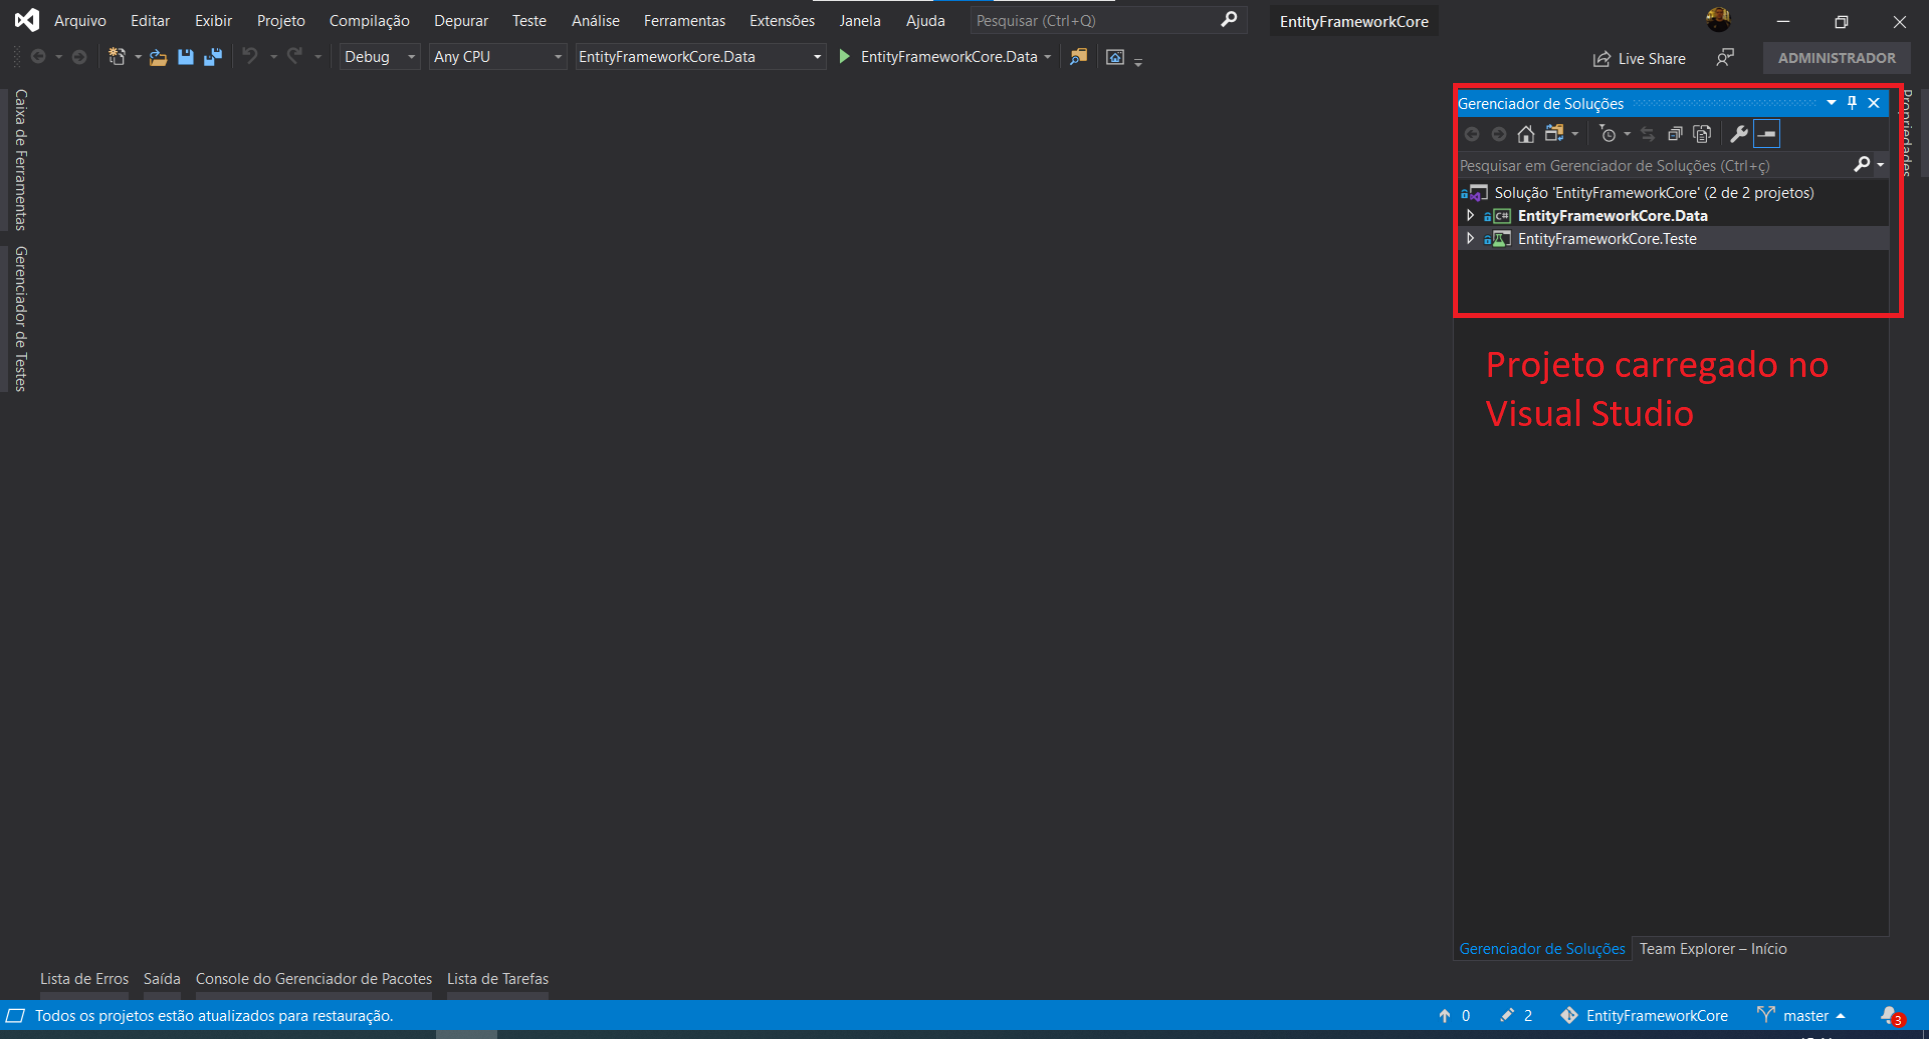 Arquivo Editar Exibir Projeto Compilação Depurar Teste Análise Ferramentas Extensões Janela Ajuda Pesquisar (Ctrl+Q) EntityFrameworkCore
Debug Any CPU EntityFrameworkCore.Data EntityFrameworkCore.Data Live Share ADMINISTRADOR
Caixa de Ferramentas
Gerenciador de Testes
Gerenciador de Soluções
Propriedades
Pesquisar em Gerenciador de Soluções (Ctrl+ç)
Solução 'EntityFrameworkCore' (2 de 2 projetos)
C# EntityFrameworkCore.Data
EntityFrameworkCore.Teste
Projeto carregado no
Visual Studio
Gerenciador de Soluções Team Explorer – Início
Lista de Erros Saída Console do Gerenciador de Pacotes Lista de Tarefas
Todos os projetos estão atualizados para restauração. 0 2 EntityFrameworkCore master 3